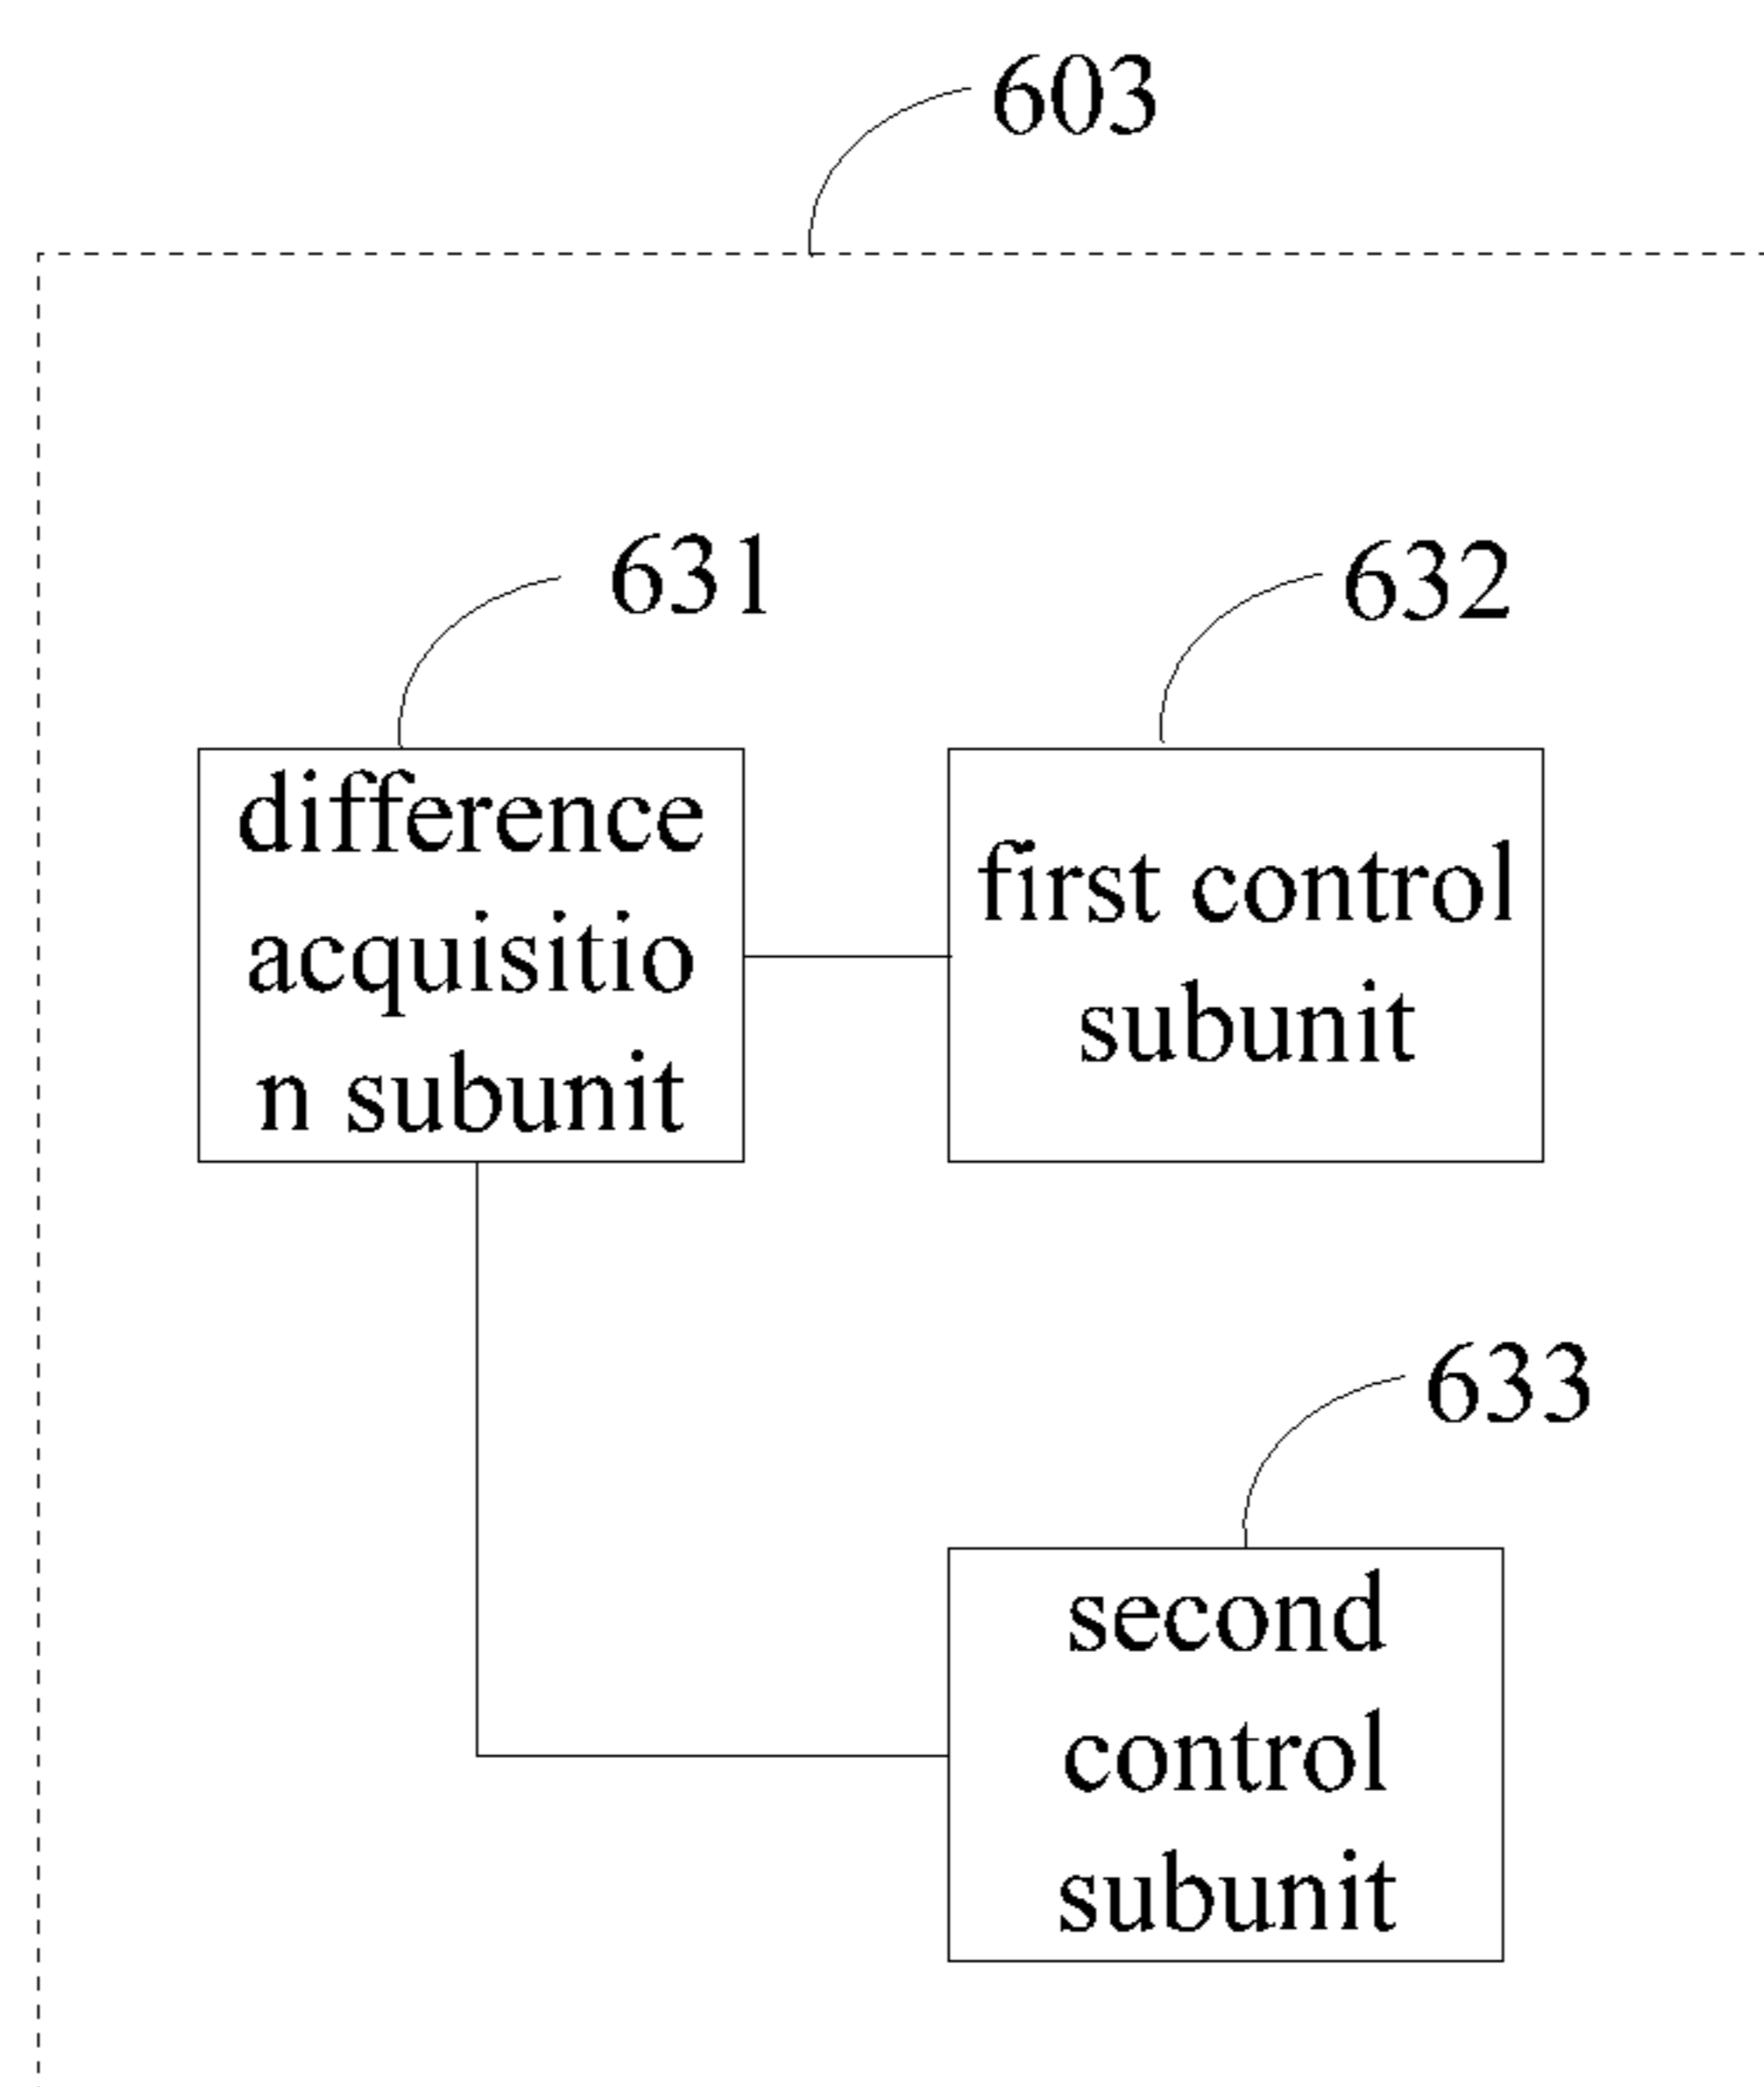 603
631
632
difference
acquisitio
n subunit
first control
subunit
633
second
control
subunit